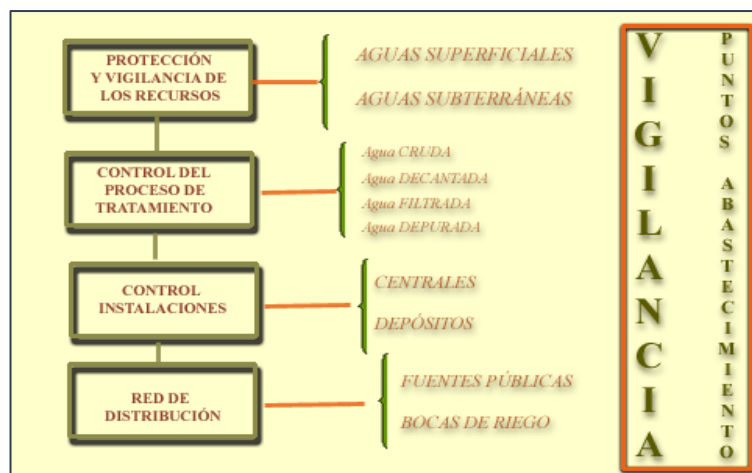 PROTECCIÓN
Y VIGILANCIA DE
LOS RECURSOS
AGUAS SUPERFICIALES
AGUAS SUBTERRÁNEAS
CONTROL DEL
PROCESO DE
TRATAMIENTO
Agua CRUDA
Agua DECANTADA
Agua FILTRADA
Agua DEPURADA
CONTROL
INSTALACIONES
CENTRALES
DEPÓSITOS
RED DE
DISTRIBUCIÓN
FUENTES PÚBLICAS
BOCAS DE RIEGO
VIGILANCIA
PUNTOS ABASTECIMIENTO